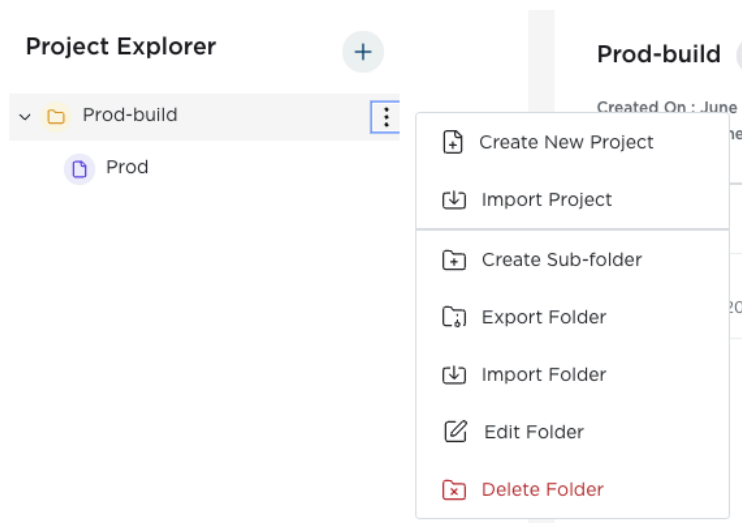 Project Explorer
Prod-build
Prod
Prod-build
Created On : June
Create New Project
Import Project
Create Sub-folder
Export Folder
Import Folder
Edit Folder
Delete Folder